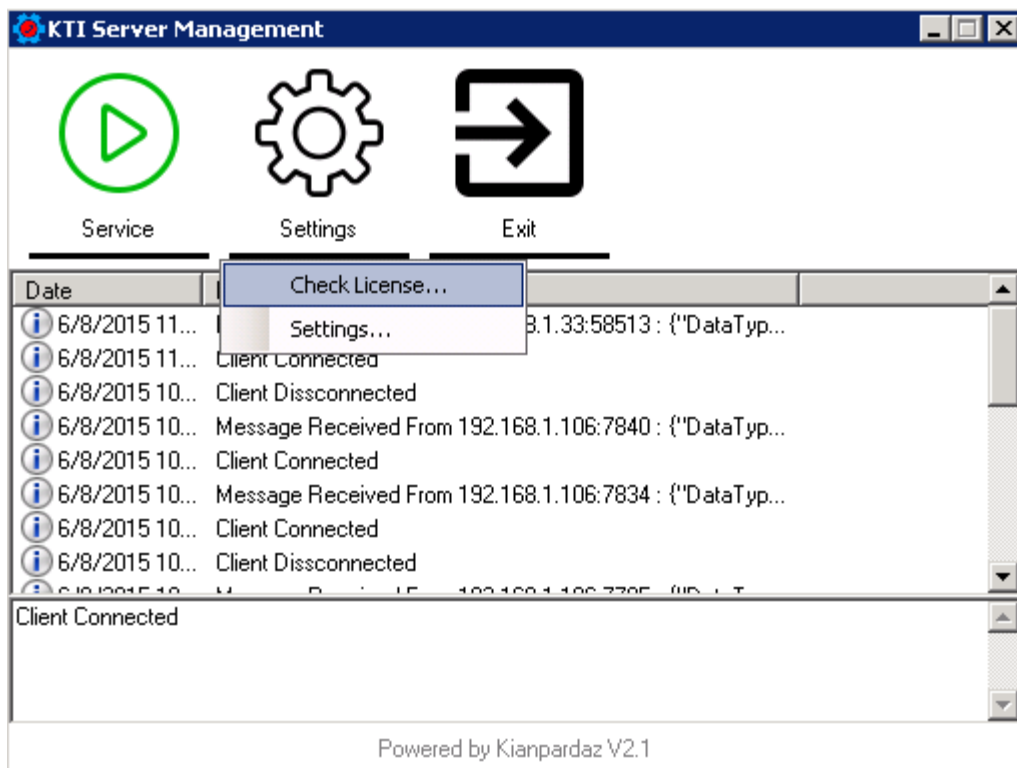 KTI Server Management
Service Settings Exit
Check License...
Settings...
Date
6/8/2015 11... 8.1.33:58513 : {"DataTyp...
6/8/2015 11... Client Connected
6/8/2015 10... Client Dissconnected
6/8/2015 10... Message Received From 192.168.1.106:7840 : {"DataTyp...
6/8/2015 10... Client Connected
6/8/2015 10... Message Received From 192.168.1.106:7834 : {"DataTyp...
6/8/2015 10... Client Connected
6/8/2015 10... Client Dissconnected
Client Connected
Powered by Kianpardaz V2.1